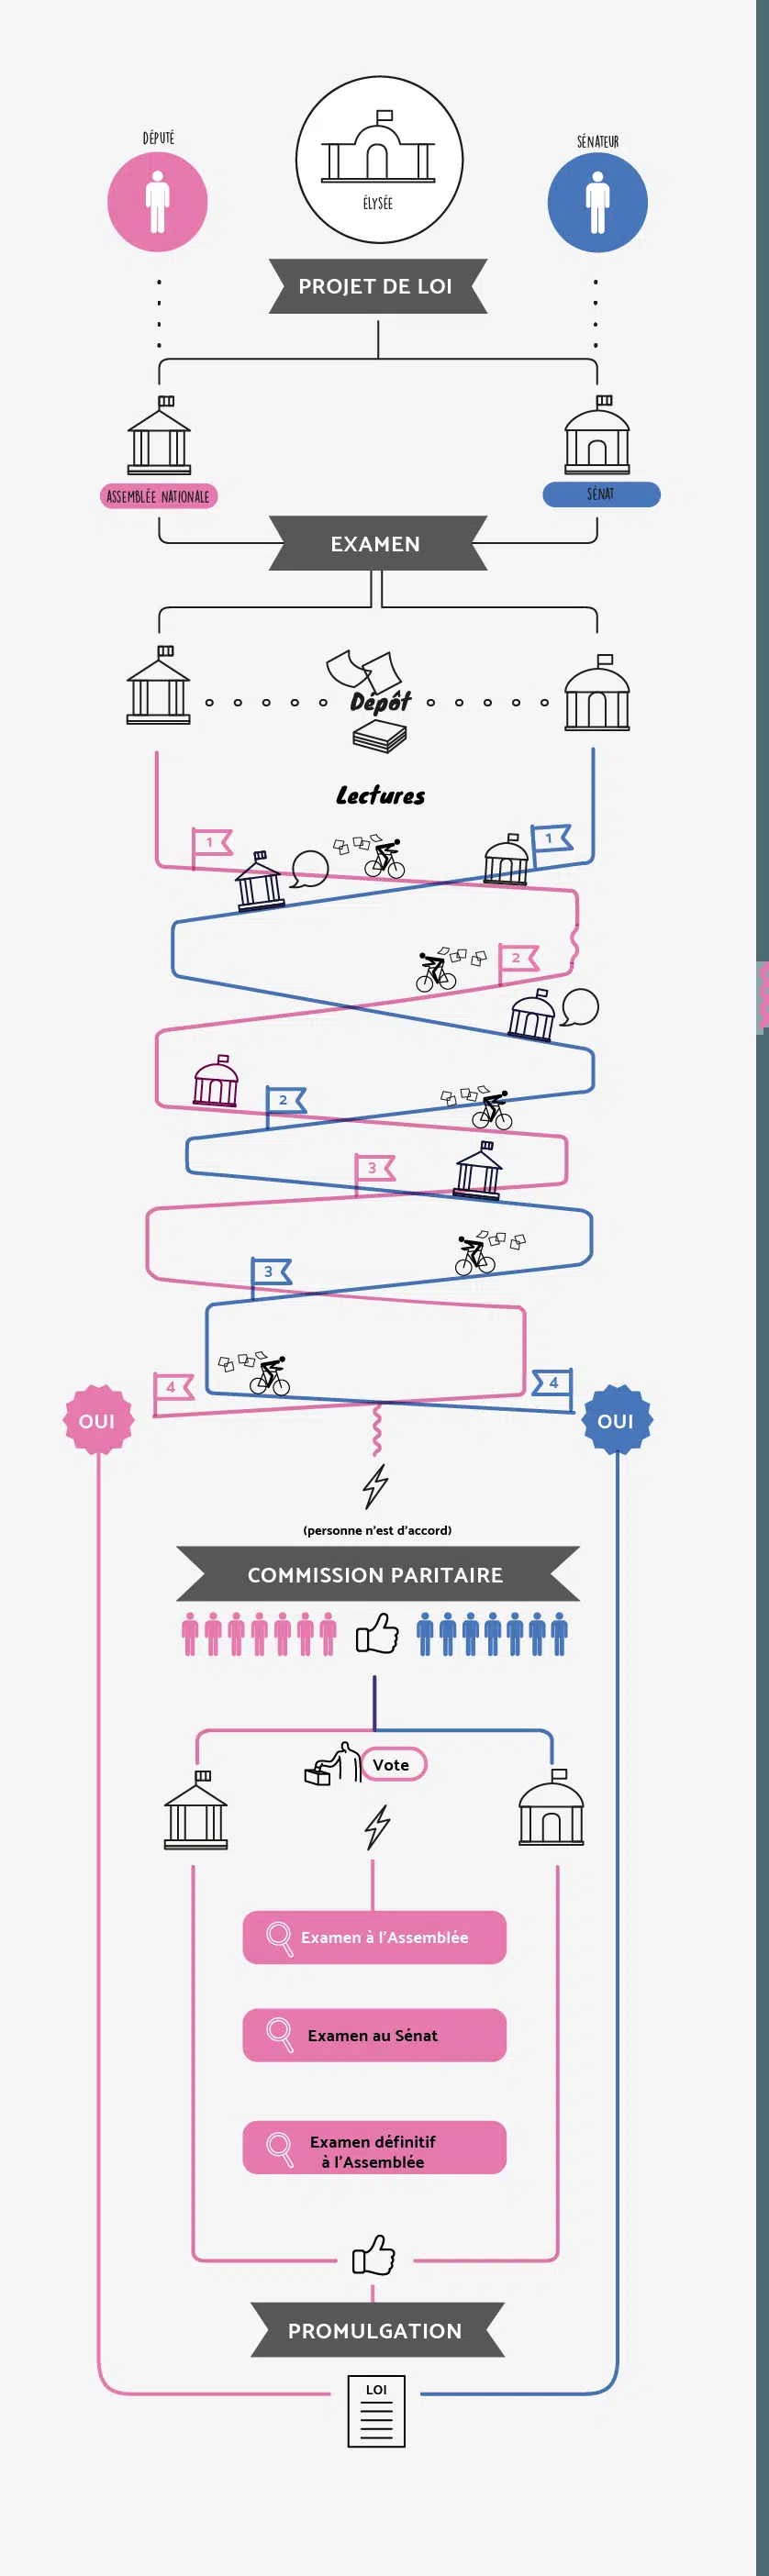 DÉPUTÉ
SÉNATEUR
ÉLYSÉE
PROJET DE LOI
ASSEMBLÉE NATIONALE
SÉNAT
EXAMEN
Dépôt
Lectures
1
1
2
2
3
3
4
4
OUI
OUI
(personne n'est d'accord)
COMMISSION PARITAIRE
Vote
Examen à l'Assemblée
Examen au Sénat
Examen définitif
à l'Assemblée
PROMULGATION
LOI